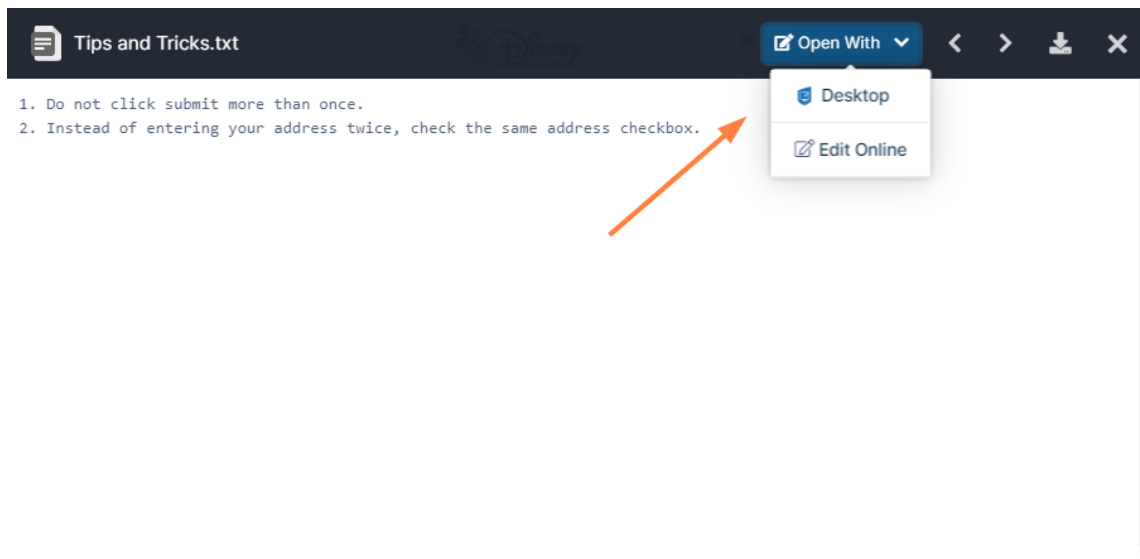 Tips and Tricks.txt
Disney
Open With
Desktop
Edit Online
1. Do not click submit more than once.
2. Instead of entering your address twice, check the same address checkbox.